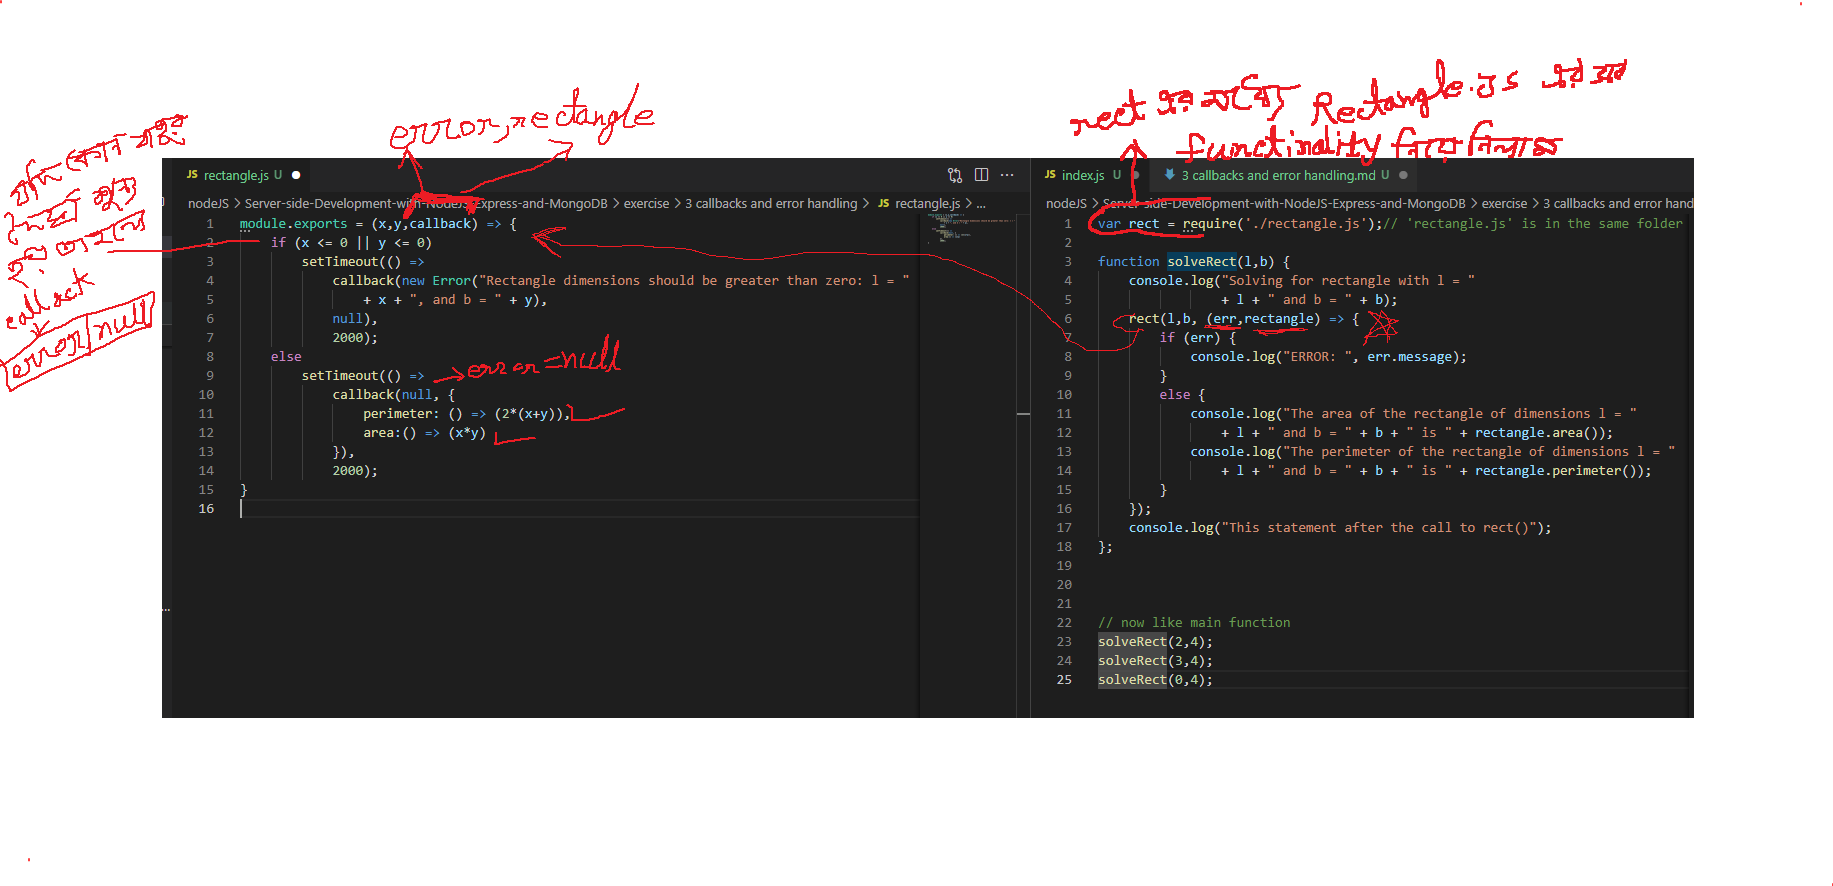 error, rectangle
rect এর মধ্যে Rectangle.JS এর সব
functinality নিয়ে নিলাম
যদি কোন বাহুর
callback
error/null
JS rectangle.js U
nodeJS > Server-side-Development-with-NodeJS-Express-and-MongoDB > exercise > 3 callbacks and error handling > JS rectangle.js > ...
1 module.exports = (x,y,callback) => {
2 if (x <= 0 || y <= 0)
3 setTimeout(() =>
4 callback(new Error("Rectangle dimensions should be greater than zero: l = "
5 + x + ", and b = " + y),
6 null),
7 2000);
8 else
9 setTimeout(() =>
error = null
10 callback(null, {
11 perimeter: () => (2*(x+y)),
12 area:() => (x*y)
13 }),
14 2000);
15 }
16
JS index.js U
3 callbacks and error handling.md U
nodeJS > Server-side-Development-with-NodeJS-Express-and-MongoDB > exercise > 3 callbacks and error hand
1 var rect = require('./rectangle.js');// 'rectangle.js' is in the same folder
2
3 function solveRect(l,b) {
4 console.log("Solving for rectangle with l = "
5 + l + " and b = " + b);
6 rect(l,b, (err,rectangle) => {
7 if (err) {
8 console.log("ERROR: ", err.message);
9 }
10 else {
11 console.log("The area of the rectangle of dimensions l = "
12 + l + " and b = " + b + " is " + rectangle.area());
13 console.log("The perimeter of the rectangle of dimensions l = "
14 + l + " and b = " + b + " is " + rectangle.perimeter());
15 }
16 });
17 console.log("This statement after the call to rect()");
18 };
19
20
21
22 // now like main function
23 solveRect(2,4);
24 solveRect(3,4);
25 solveRect(0,4);